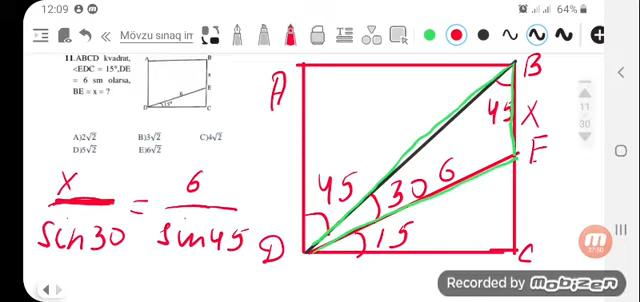 12:09
64%
Mövzu sınaq im
11.ABCD kvadrat,
<EDC = 15°,DE
= 6 sm olarsa,
BE = x = ?
A
B
x
E
6
15°
D
C
A)2√2 B)3√2 C)4√2
D)5√2 E)6√2
x
6
=
sin30
sin45
A
B
45
X
E
45
30
6
15
D
C
11
30
Recorded by mobizen